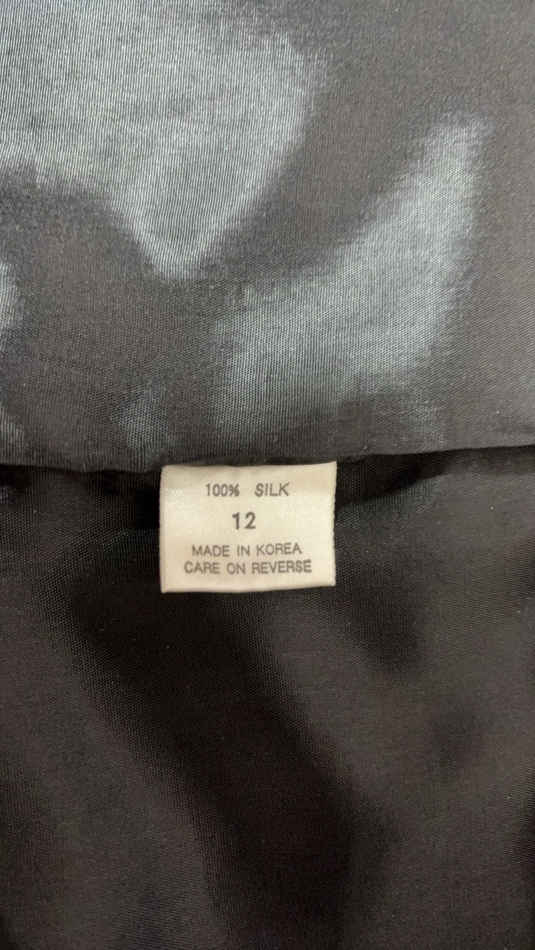 100% SILK
12
MADE IN KOREA
CARE ON REVERSE